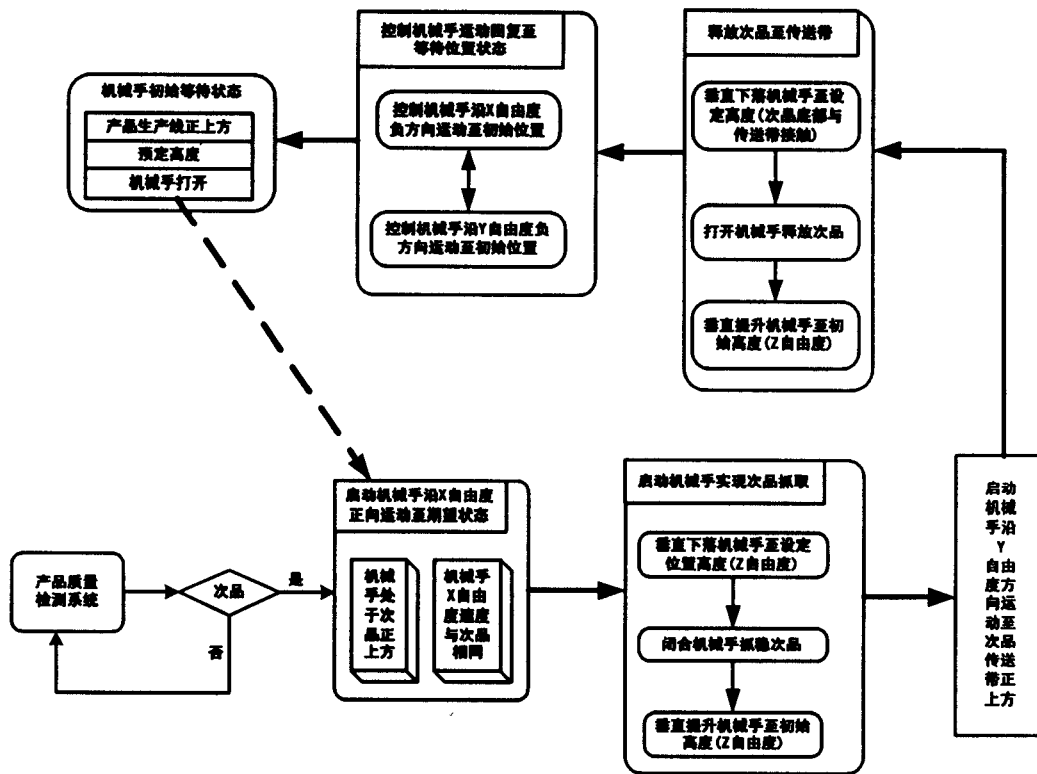 控制机械手运动回复至
等待位置状态
释放次品至传送带
机械手初始等待状态
产品生产线正上方
预定高度
机械手打开
控制机械手沿X自由度
负方向运动至初始位置
控制机械手沿Y自由度负
方向运动至初始位置
垂直下落机械手至设
定高度(次品底部与
传送带接触)
打开机械手释放次品
垂直提升机械手至初
始高度(Z自由度)
启动机械手沿X自由度
正向运动至期望状态
机械
手处
于次
品正
上方
机械手
X自由
度速度
与次品
相同
产品质量
检测系统
次品
是
否
启动机械手实现次品抓取
垂直下落机械手至设定
位置高度(Z自由度)
闭合机械手抓稳次品
垂直提升机械手至初始
高度(Z自由度)
启动
机械
手沿
Y
自由
度方
向运
动至
次品
传送
带正
上方